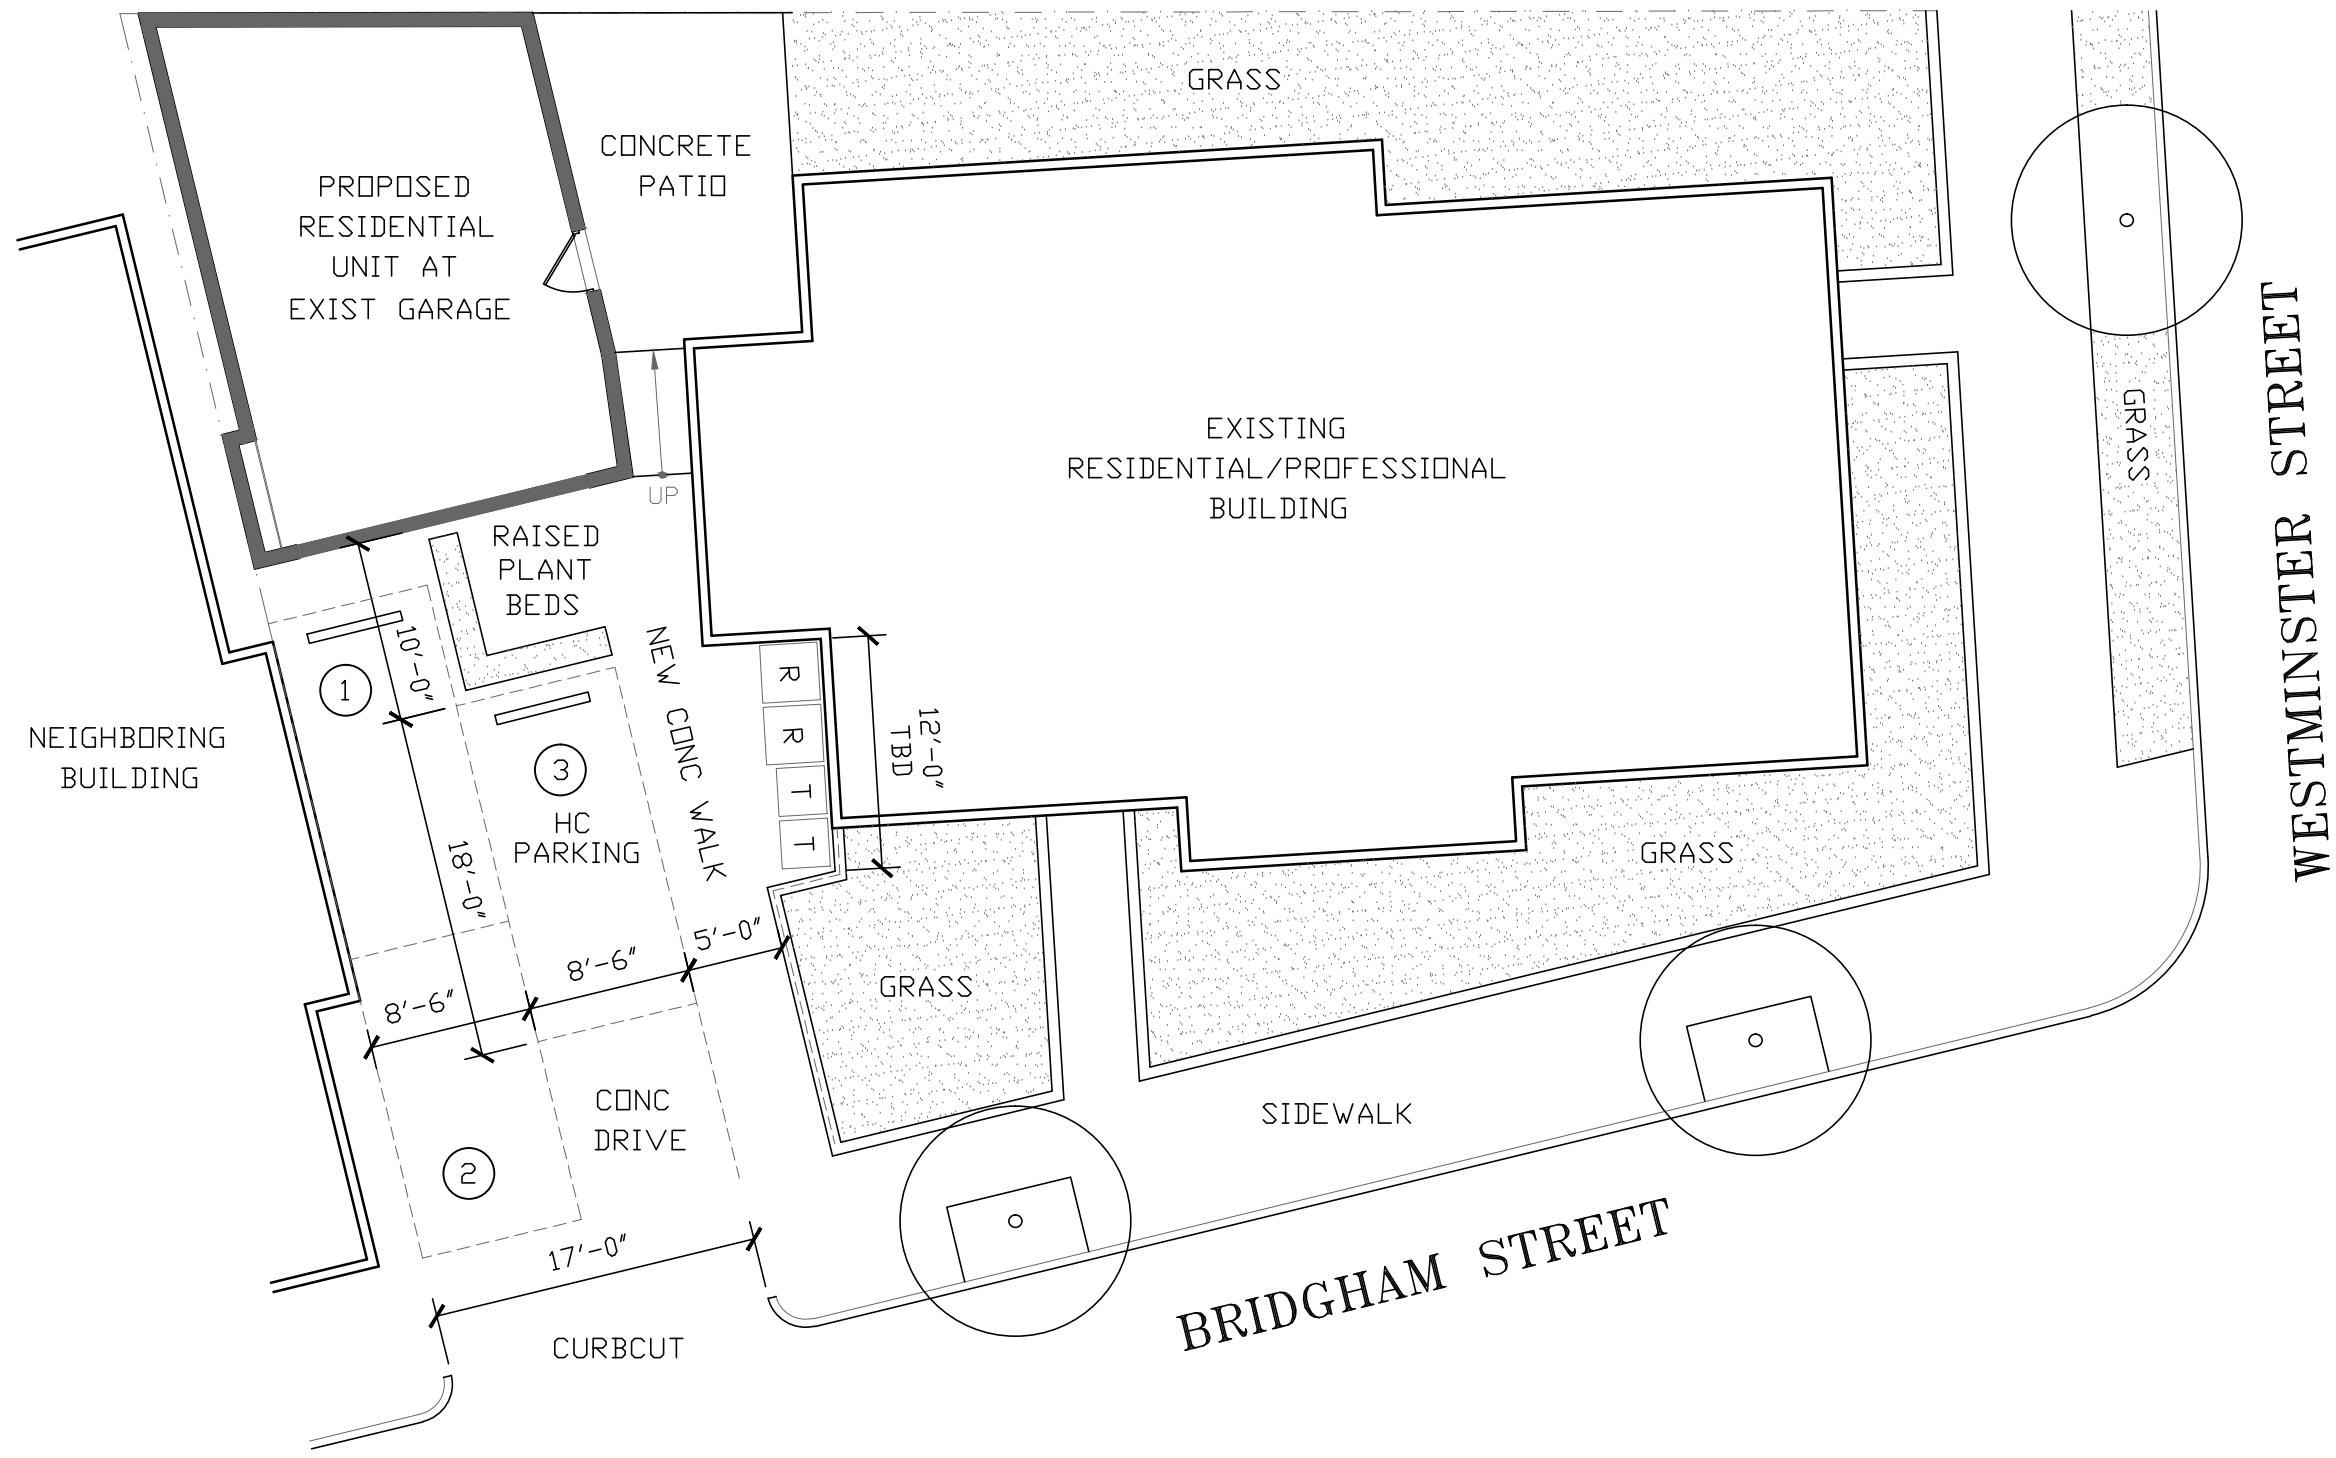 GRASS
CONCRETE
PATIO
PROPOSED
RESIDENTIAL
UNIT AT
EXIST GARAGE
GRASS
WESTMINSTER STREET
EXISTING
RESIDENTIAL/PROFESSIONAL
BUILDING
UP
RAISED
PLANT
BEDS
10'-0"
1
NEW CONC WALK
R
R
T
T
12'-0"
TBD
NEIGHBORING
BUILDING
3
HC
PARKING
18'-0"
GRASS
5'-0"
8'-6"
8'-6"
GRASS
CONC
DRIVE
SIDEWALK
2
17'-0"
BRIDGHAM STREET
CURBCUT